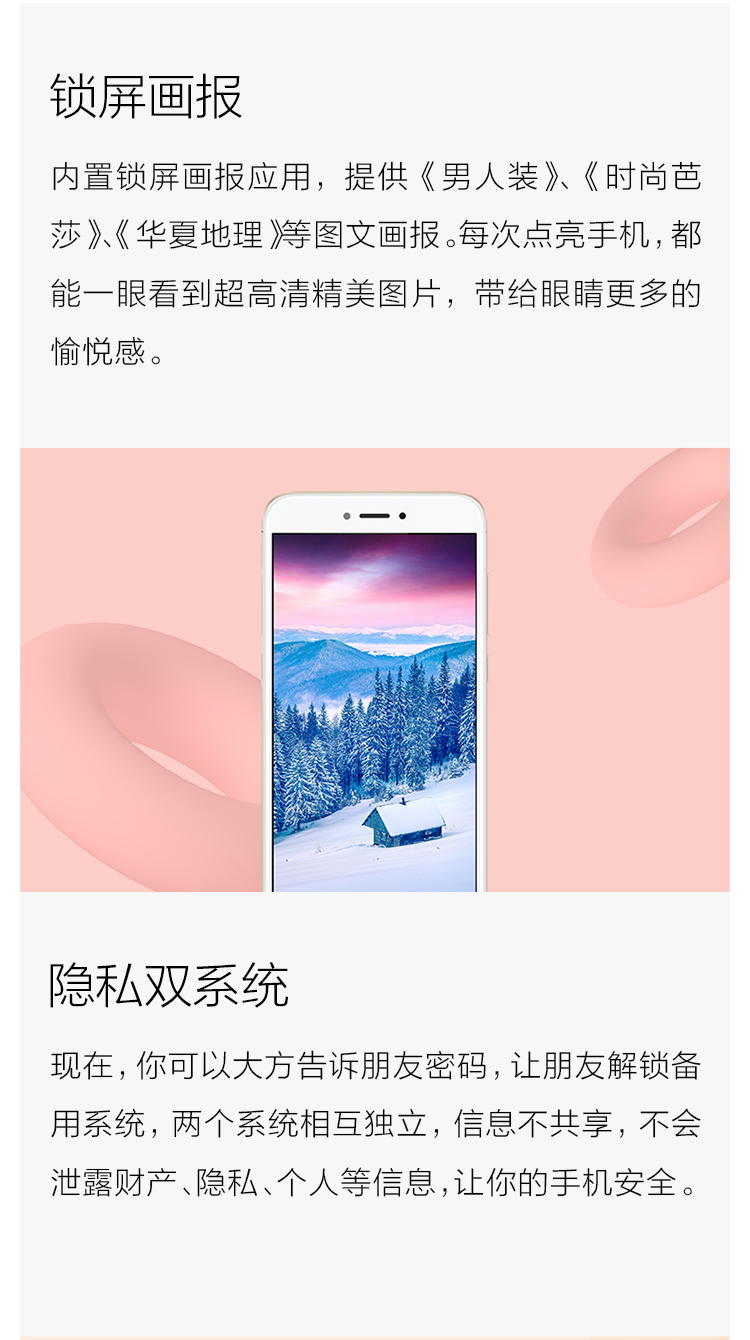 锁屏画报
内置锁屏画报应用，提供《男人装》、《时尚芭
莎》、《华夏地理》等图文画报。每次点亮手机，都
能一眼看到超高清精美图片，带给眼睛更多的
愉悦感。
隐私双系统
现在，你可以大方告诉朋友密码，让朋友解锁备
用系统，两个系统相互独立，信息不共享，不会
泄露财产、隐私、个人等信息，让你的手机安全。